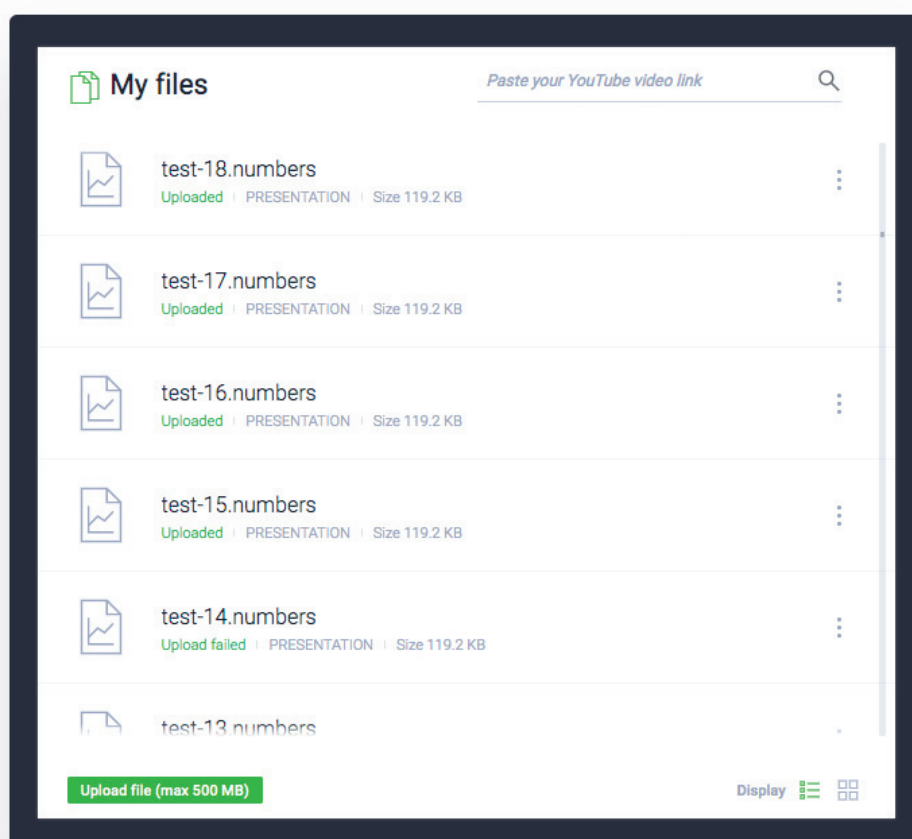 My files
Paste your YouTube video link
test-18.numbers
Uploaded PRESENTATION Size 119.2 KB
test-17.numbers
Uploaded PRESENTATION Size 119.2 KB
test-16.numbers
Uploaded PRESENTATION Size 119.2 KB
test-15.numbers
Uploaded PRESENTATION Size 119.2 KB
test-14.numbers
Upload failed PRESENTATION Size 119.2 KB
test-13.numbers
Upload file (max 500 MB)
Display